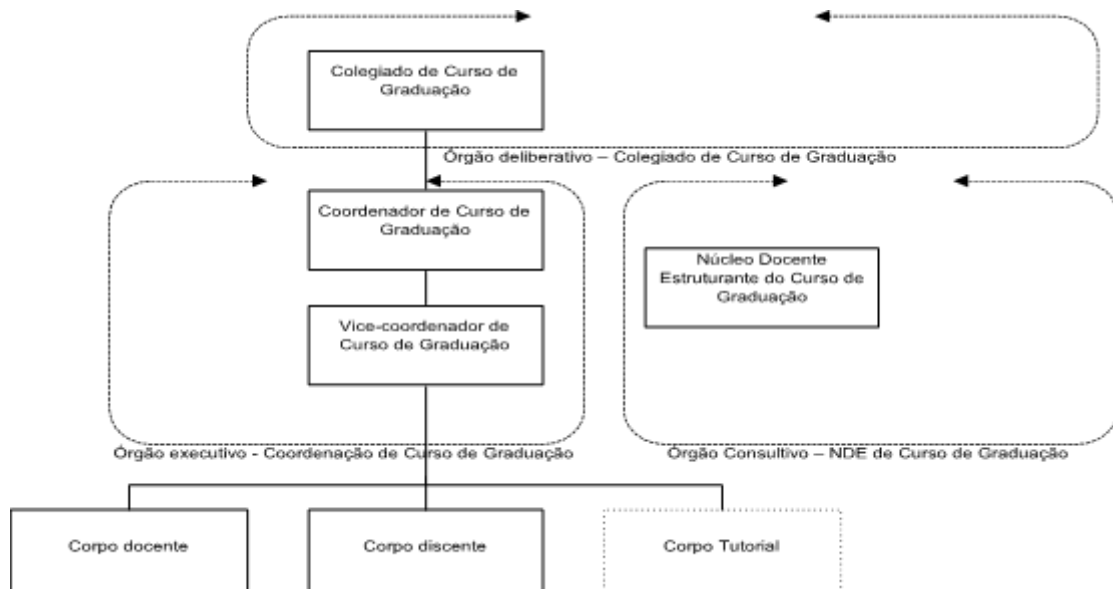 Colegiado de Curso de
Graduação
Órgão deliberativo – Colegiado de Curso de Graduação
Coordenador de Curso de
Graduação
Núcleo Docente
Estruturante do Curso de
Graduação
Vice-coordenador de
Curso de Graduação
Órgão executivo - Coordenação de Curso de Graduação
Órgão Consultivo – NDE de Curso de Graduação
Corpo docente
Corpo discente
Corpo Tutorial